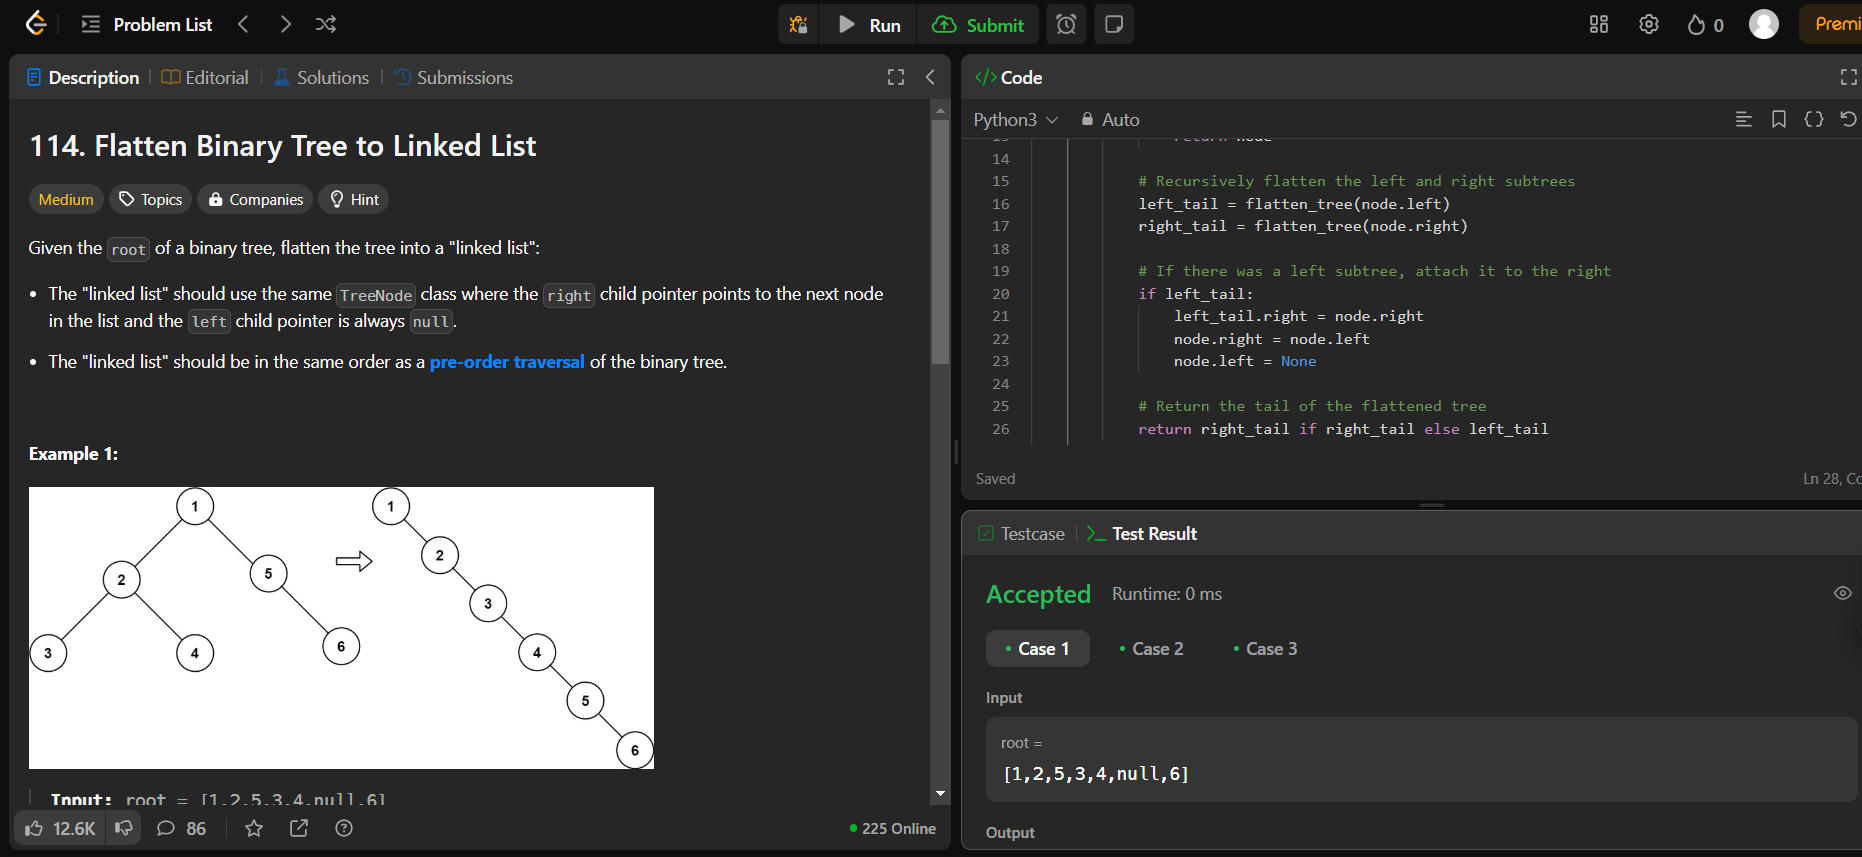 Problem List
Run
Submit
0
Premi
Description
Editorial
Solutions
Submissions
114. Flatten Binary Tree to Linked List
Medium
Topics
Companies
Hint
Given the root of a binary tree, flatten the tree into a "linked list":
• The "linked list" should use the same TreeNode class where the right child pointer points to the next node
in the list and the left child pointer is always null.
• The "linked list" should be in the same order as a pre-order traversal of the binary tree.
Example 1:
1
2
5
3
4
6
1
2
3
4
5
6
Input: root = [1,2,5,3,4,null,6]
12.6K
86
225 Online
</> Code
Python3
Auto
13 return node
14
15 # Recursively flatten the left and right subtrees
16 left_tail = flatten_tree(node.left)
17 right_tail = flatten_tree(node.right)
18
19 # If there was a left subtree, attach it to the right
20 if left_tail:
21 left_tail.right = node.right
22 node.right = node.left
23 node.left = None
24
25 # Return the tail of the flattened tree
26 return right_tail if right_tail else left_tail
Saved
Ln 28, Co
Testcase
Test Result
Accepted
Runtime: 0 ms
• Case 1
• Case 2
• Case 3
Input
root =
[1,2,5,3,4,null,6]
Output